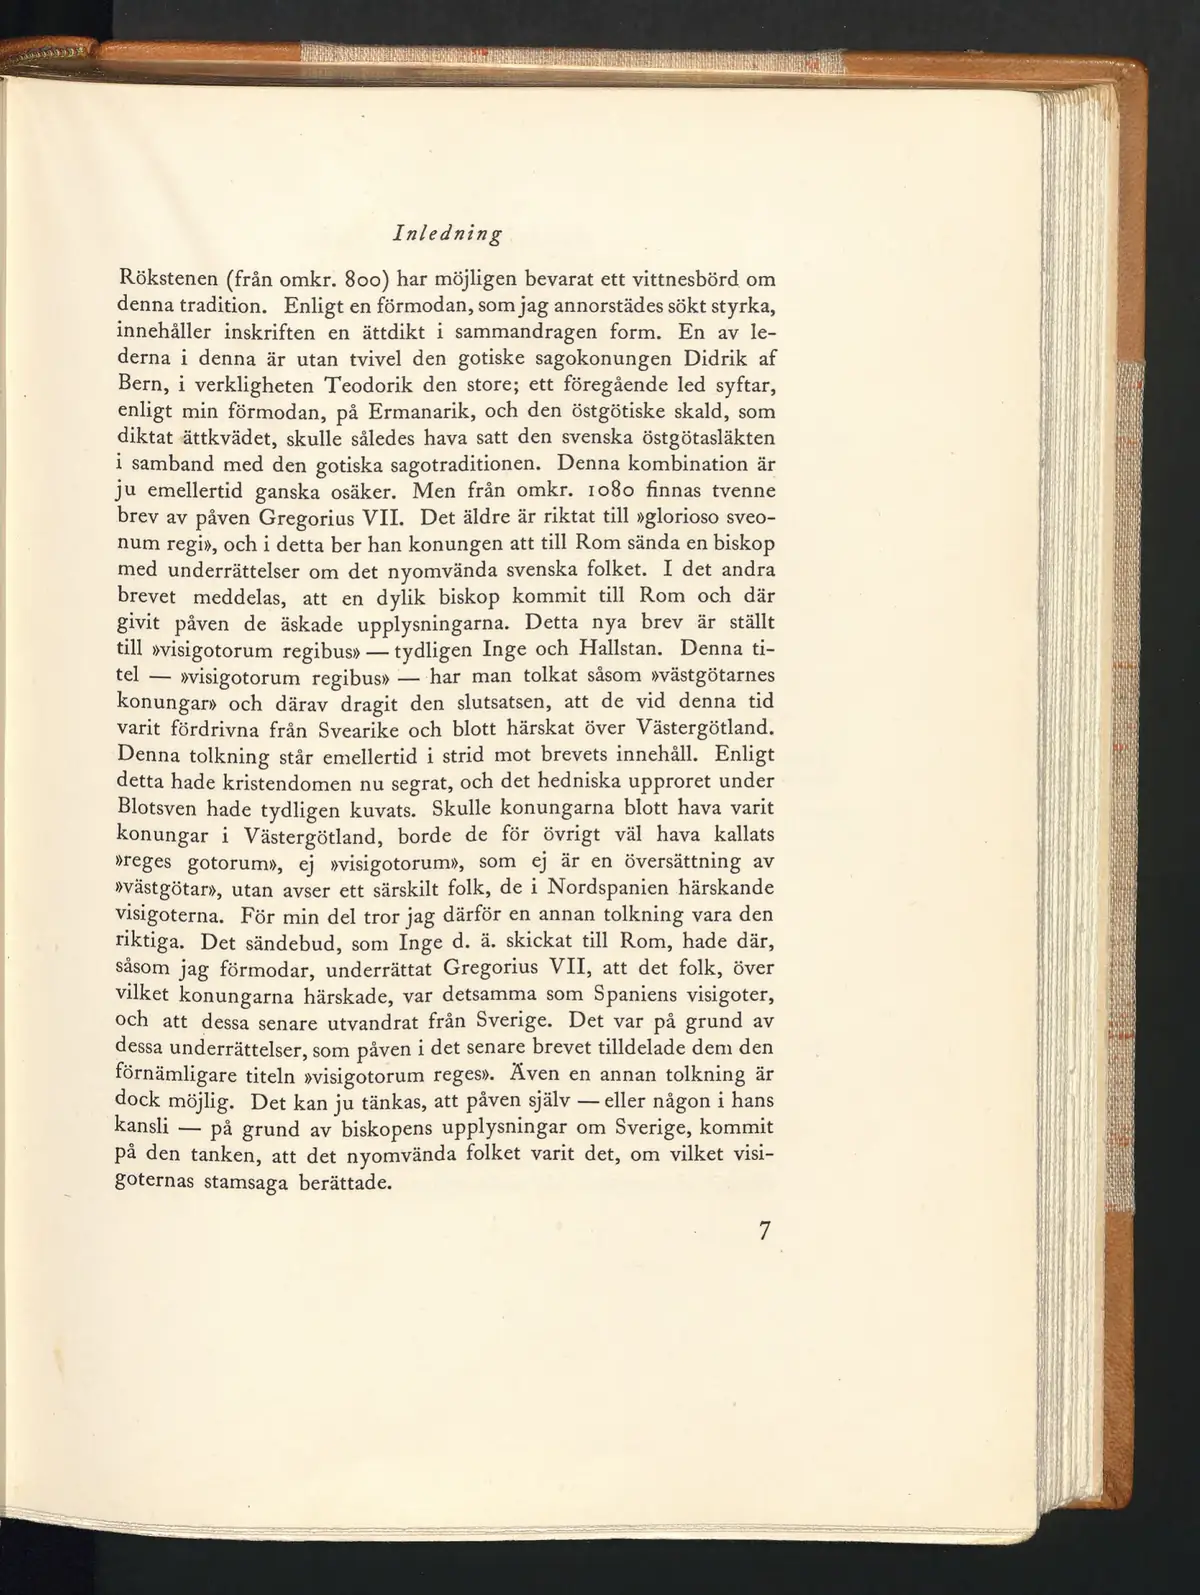 Inledning
Rökstenen (från omkr. 800) har möjligen bevarat ett vittnesbörd om
denna tradition. Enligt en förmodan, som jag annorstädes sökt styrka,
innehåller inskriften en ättdikt i sammandragen form. En av le-
derna i denna är utan tvivel den gotiske sagokonungen Didrik af
Bern, i verkligheten Teodorik den store; ett föregående led syftar,
enligt min förmodan, på Ermanarik, och den östgötiske skald, som
diktat ättkvädet, skulle således hava satt den svenska östgötasläkten
i samband med den gotiska sagotraditionen. Denna kombination är
ju emellertid ganska osäker. Men från omkr. 1080 finnas tvenne
brev av påven Gregorius VII. Det äldre är riktat till »glorioso sveo-
num regi», och i detta ber han konungen att till Rom sända en biskop
med underrättelser om det nyomvända svenska folket. I det andra
brevet meddelas, att en dylik biskop kommit till Rom och där
givit påven de äskade upplysningarna. Detta nya brev är ställt
till »visigotorum regibus» — tydligen Inge och Hallstan. Denna ti-
tel — »visigotorum regibus» — har man tolkat såsom »västgötarnes
konungar» och därav dragit den slutsatsen, att de vid denna tid
varit fördrivna från Svearike och blott härskat över Västergötland.
Denna tolkning står emellertid i strid mot brevets innehåll. Enligt
detta hade kristendomen nu segrat, och det hedniska upproret under
Blotsven hade tydligen kuvats. Skulle konungarna blott hava varit
konungar i Västergötland, borde de för övrigt väl hava kallats
»reges gotorum», ej »visigotorum», som ej är en översättning av
»västgötar», utan avser ett särskilt folk, de i Nordspanien härskande
visigoterna. För min del tror jag därför en annan tolkning vara den
riktiga. Det sändebud, som Inge d. ä. skickat till Rom, hade där,
såsom jag förmodar, underrättat Gregorius VII, att det folk, över
vilket konungarna härskade, var detsamma som Spaniens visigoter,
och att dessa senare utvandrat från Sverige. Det var på grund av
dessa underrättelser, som påven i det senare brevet tilldelade dem den
förnämligare titeln »visigotorum reges». Även en annan tolkning är
dock möjlig. Det kan ju tänkas, att påven själv — eller någon i hans
kansli — på grund av biskopens upplysningar om Sverige, kommit
på den tanken, att det nyomvända folket varit det, om vilket visi-
goternas stamsaga berättade.
7